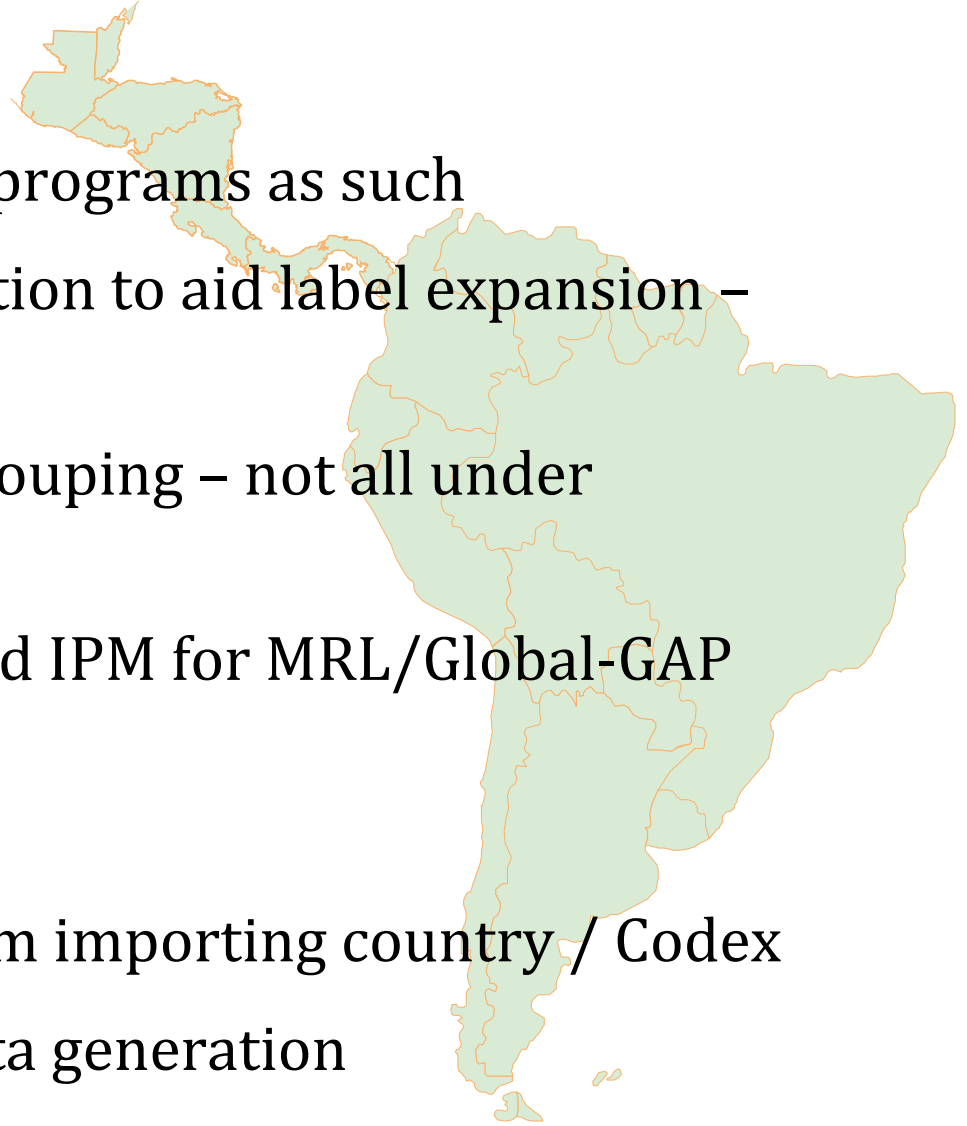 programs as such
tion to aid label expansion –
ouping – not all under
d IPM for MRL/Global-GAP
m importing country / Codex
ta generation